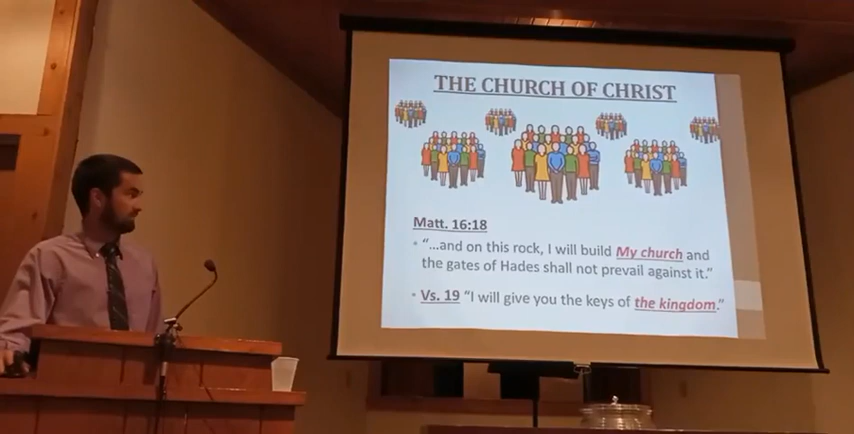 THE CHURCH OF CHRIST
Matt. 16:18
• "...and on this rock, I will build My church and
the gates of Hades shall not prevail against it."
• Vs. 19 "I will give you the keys of the kingdom."